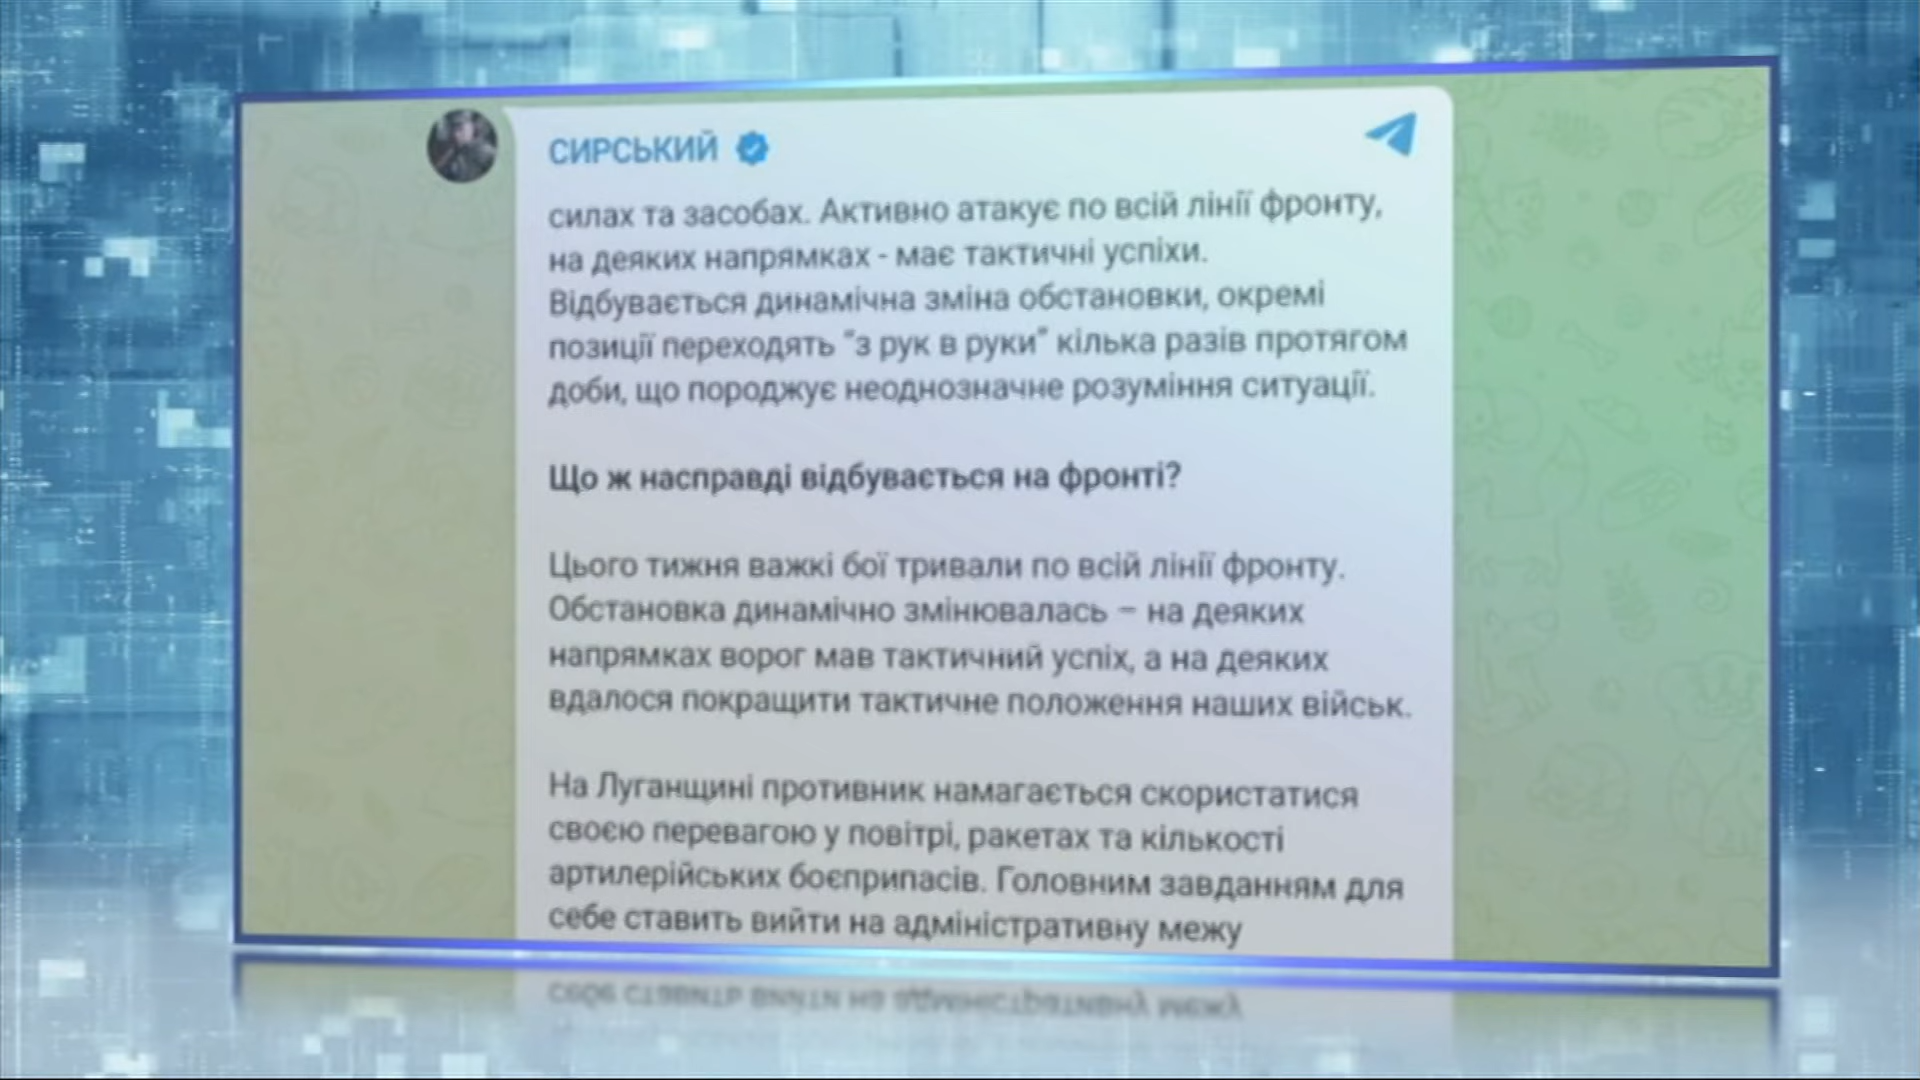 СИРСЬКИЙ
силах та засобах. Активно атакує по всій лінії фронту,
на деяких напрямках - має тактичні успіхи.
Відбувається динамічна зміна обстановки, окремі
позиції переходять “з рук в руки” кілька разів протягом
доби, що породжує неоднозначне розуміння ситуації.
Що ж насправді відбувається на фронті?
Цього тижня важкі бої тривали по всій лінії фронту.
Обстановка динамічно змінювалась – на деяких
напрямках ворог мав тактичний успіх, а на деяких
вдалося покращити тактичне положення наших військ.
На Луганщині противник намагається скористатися
своєю перевагою у повітрі, ракетах та кількості
артилерійських боєприпасів. Головним завданням для
себе ставить вийти на адміністративну межу